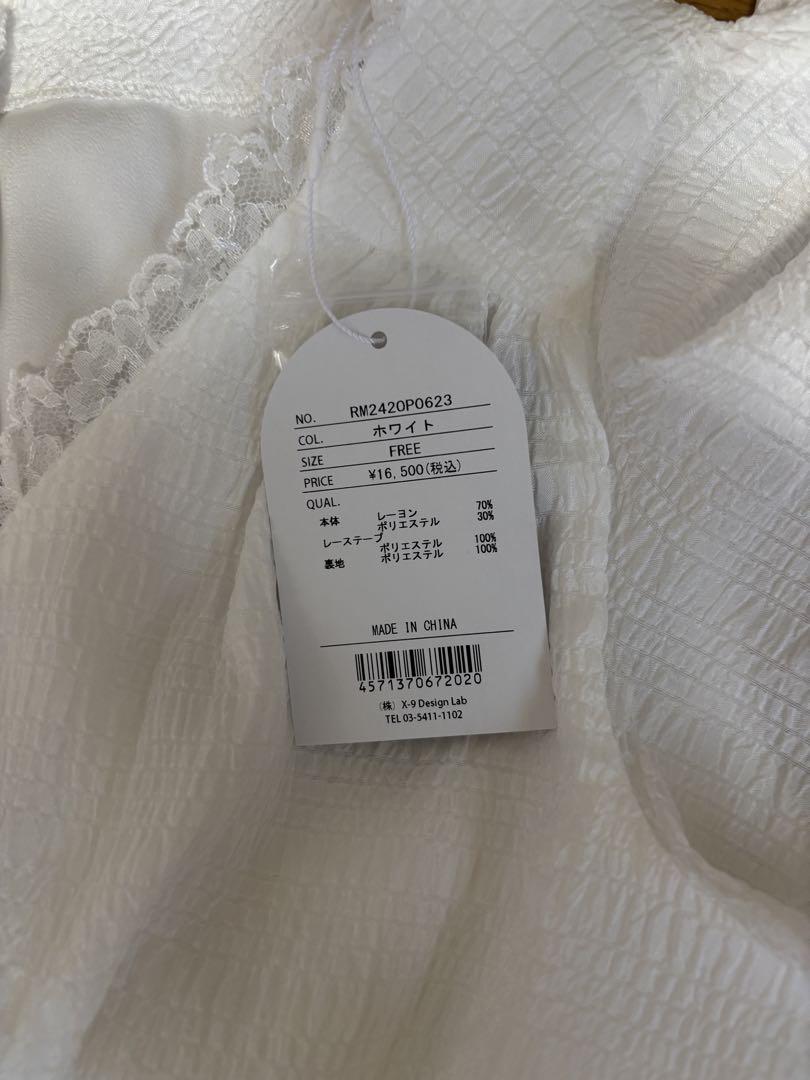 NO. RM2420P0623
COL. ホワイト
SIZE FREE
PRICE ¥16,500(税込)
QUAL.
本体 レーヨン 70%
ポリエステル 30%
レーステープ
ポリエステル 100%
裏地 ポリエステル 100%
MADE IN CHINA
4571370672020
(株) X-9 Design Lab
TEL 03-5411-1102